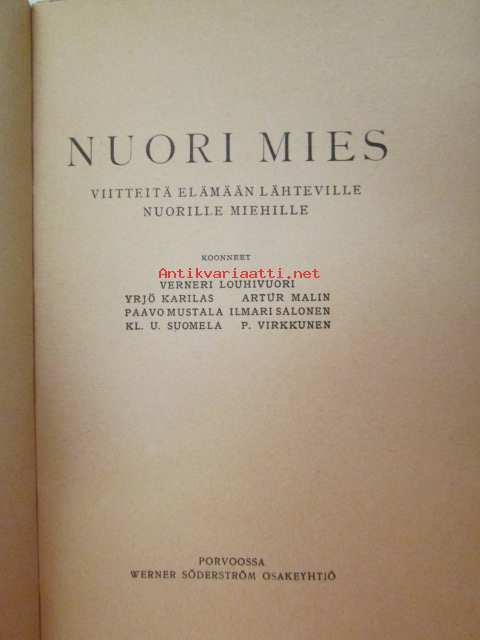 NUORI MIES
VIITTEITÄ ELÄMÄÄN LÄHTEVILLE
NUORILLE MIEHILLE
KOONNEET
Antikvariaatti.net
VERNERI LOUHIVUORI
YRJÖ KARILAS ARTUR MALIN
PAAVO MUSTALA ILMARI SALONEN
KL. U. SUOMELA P. VIRKKUNEN
PORVOOSSA
WERNER SÖDERSTRÖM OSAKEYHTIÖ